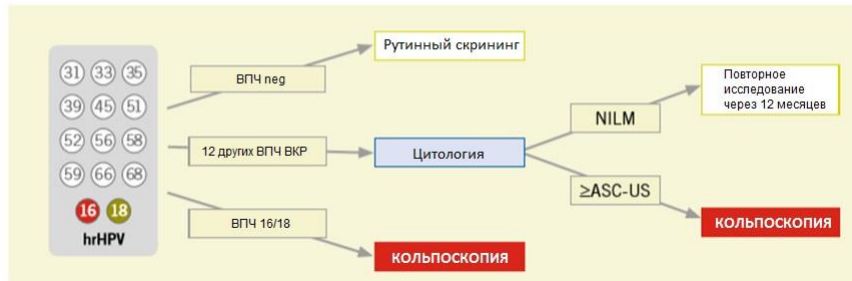 31 33 35
39 45 51
52 56 58
59 66 68
16 18
hrHPV
ВПЧ neg
12 других ВПЧ ВКР
ВПЧ 16/18
Рутинный скрининг
Цитология
КОЛЬПОСКОПИЯ
NILM
≥ASC-US
Повторное
исследование
через 12 месяцев
КОЛЬПОСКОПИЯ